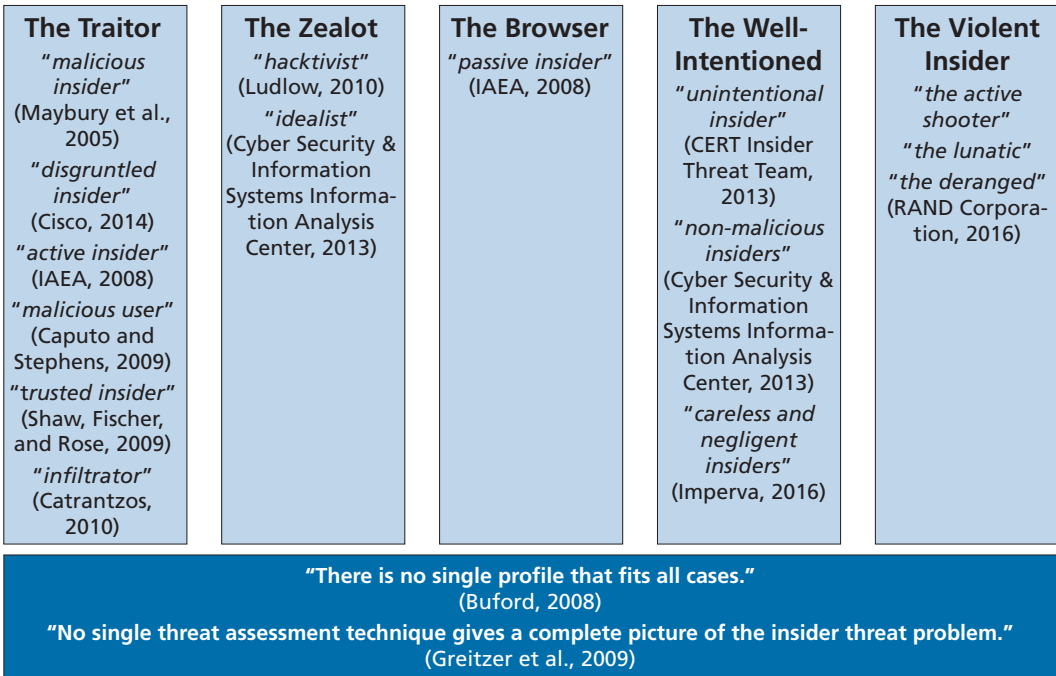 The Traitor
"malicious
insider"
(Maybury et al.,
2005)
"disgruntled
insider"
(Cisco, 2014)
"active insider"
(IAEA, 2008)
"malicious user"
(Caputo and
Stephens, 2009)
"trusted insider"
(Shaw, Fischer,
and Rose, 2009)
"infiltrator"
(Catrantzos,
2010)
The Zealot
"hacktivist"
(Ludlow, 2010)
"idealist"
(Cyber Security &
Information
Systems Informa-
tion Analysis
Center, 2013)
The Browser
"passive insider"
(IAEA, 2008)
The Well-
Intentioned
"unintentional
insider"
(CERT Insider
Threat Team,
2013)
"non-malicious
insiders"
(Cyber Security &
Information
Systems Informa-
tion Analysis
Center, 2013)
"careless and
negligent
insiders"
(Imperva, 2016)
The Violent
Insider
"the active
shooter"
"the lunatic"
"the deranged"
(RAND Corpora-
tion, 2016)
"There is no single profile that fits all cases."
(Buford, 2008)
"No single threat assessment technique gives a complete picture of the insider threat problem."
(Greitzer et al., 2009)